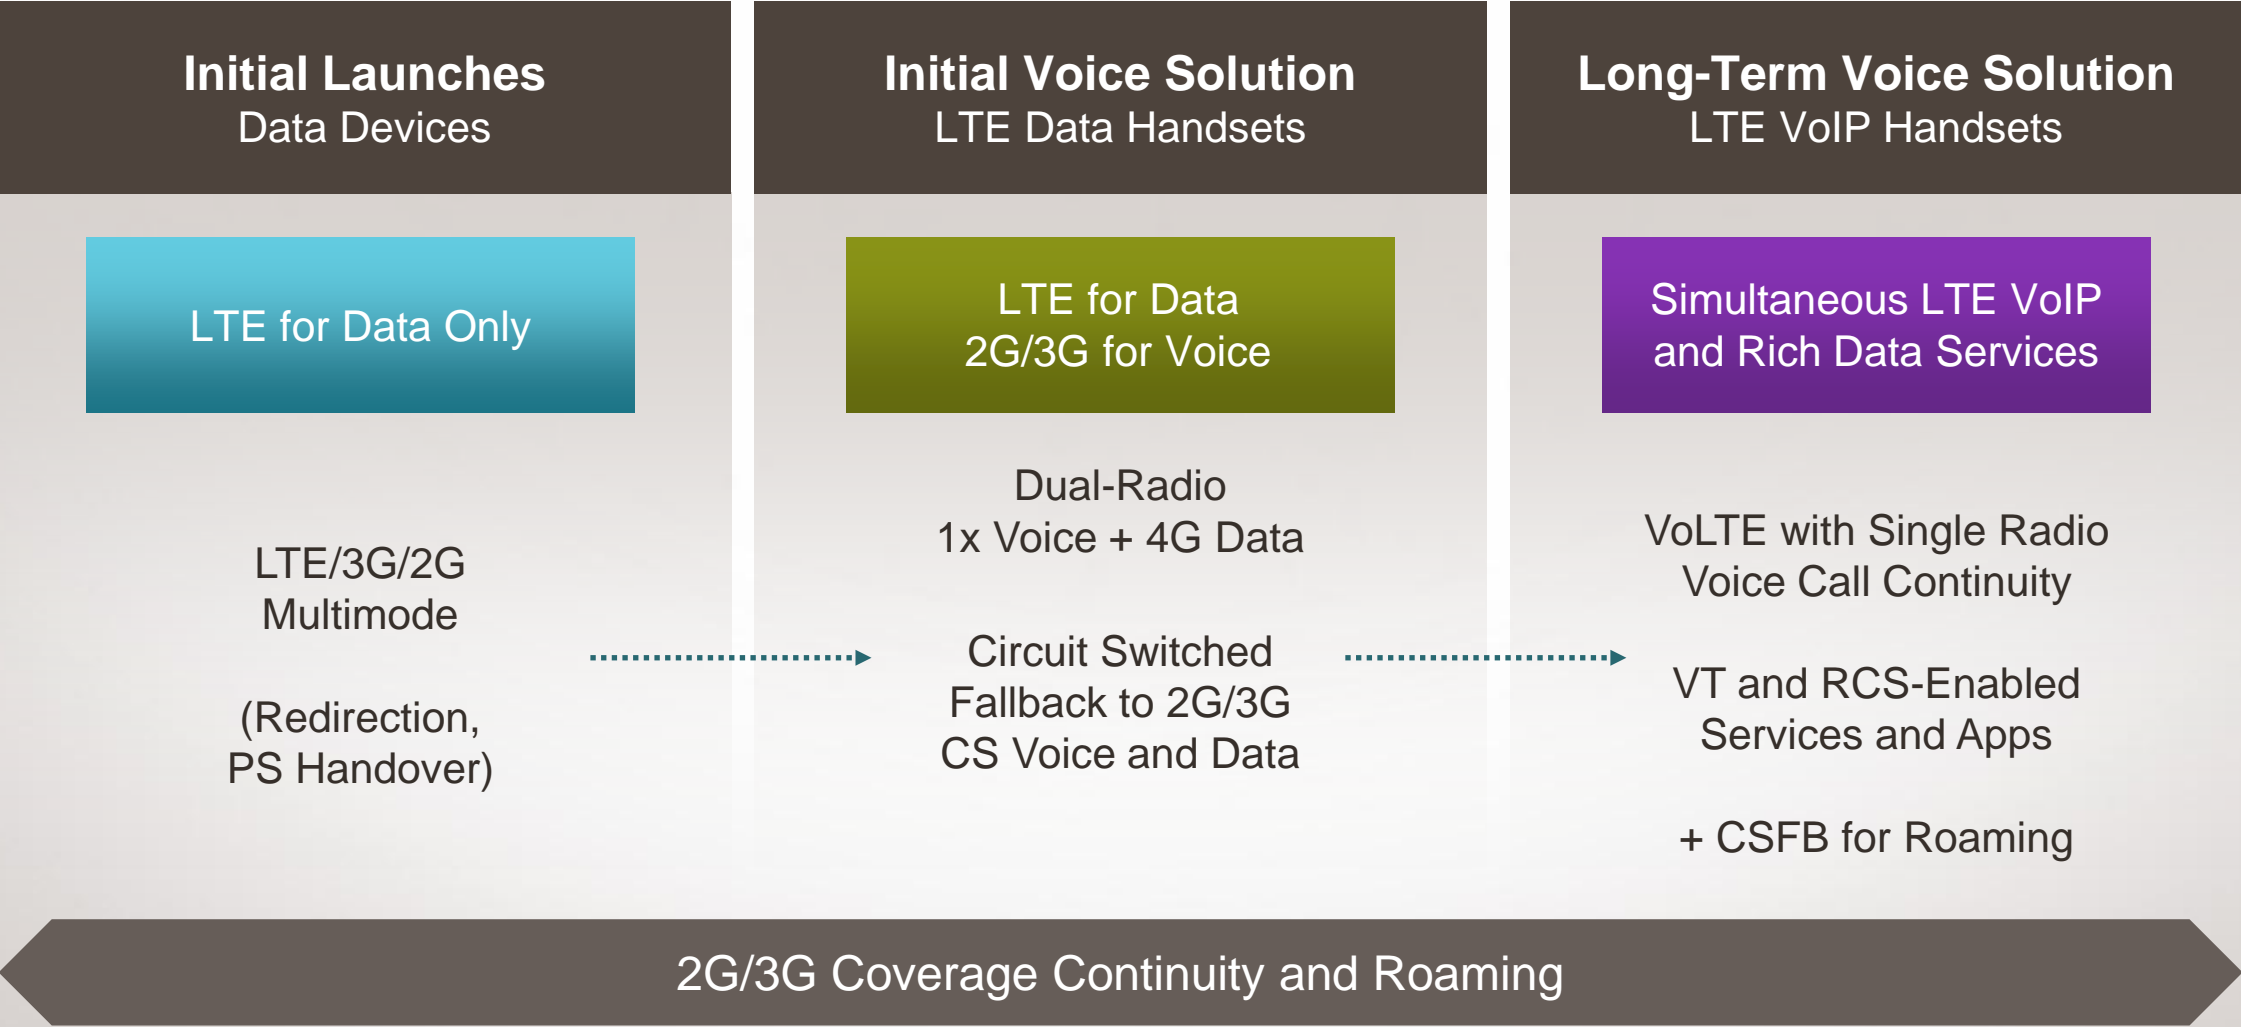 Initial Launches
Data Devices
LTE for Data Only
LTE/3G/2G
Multimode
(Redirection,
PS Handover)
Initial Voice Solution
LTE Data Handsets
LTE for Data
2G/3G for Voice
Dual-Radio
1x Voice + 4G Data
Circuit Switched
Fallback to 2G/3G
CS Voice and Data
Long-Term Voice Solution
LTE VoIP Handsets
Simultaneous LTE VoIP
and Rich Data Services
VoLTE with Single Radio
Voice Call Continuity
VT and RCS-Enabled
Services and Apps
+ CSFB for Roaming
2G/3G Coverage Continuity and Roaming